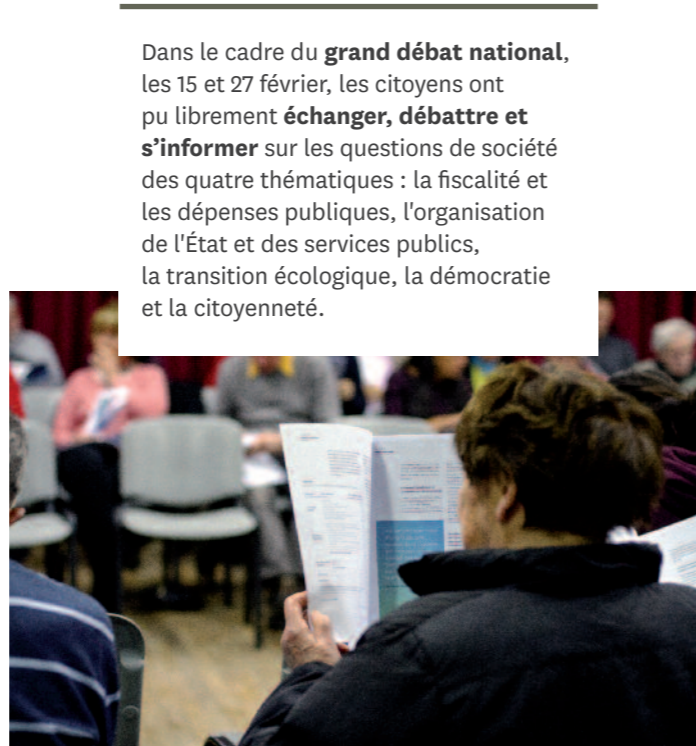 Dans le cadre du grand débat national,
les 15 et 27 février, les citoyens ont
pu librement échanger, débattre et
s’informer sur les questions de société
des quatre thématiques : la fiscalité et
les dépenses publiques, l'organisation
de l'État et des services publics,
la transition écologique, la démocratie
et la citoyenneté.